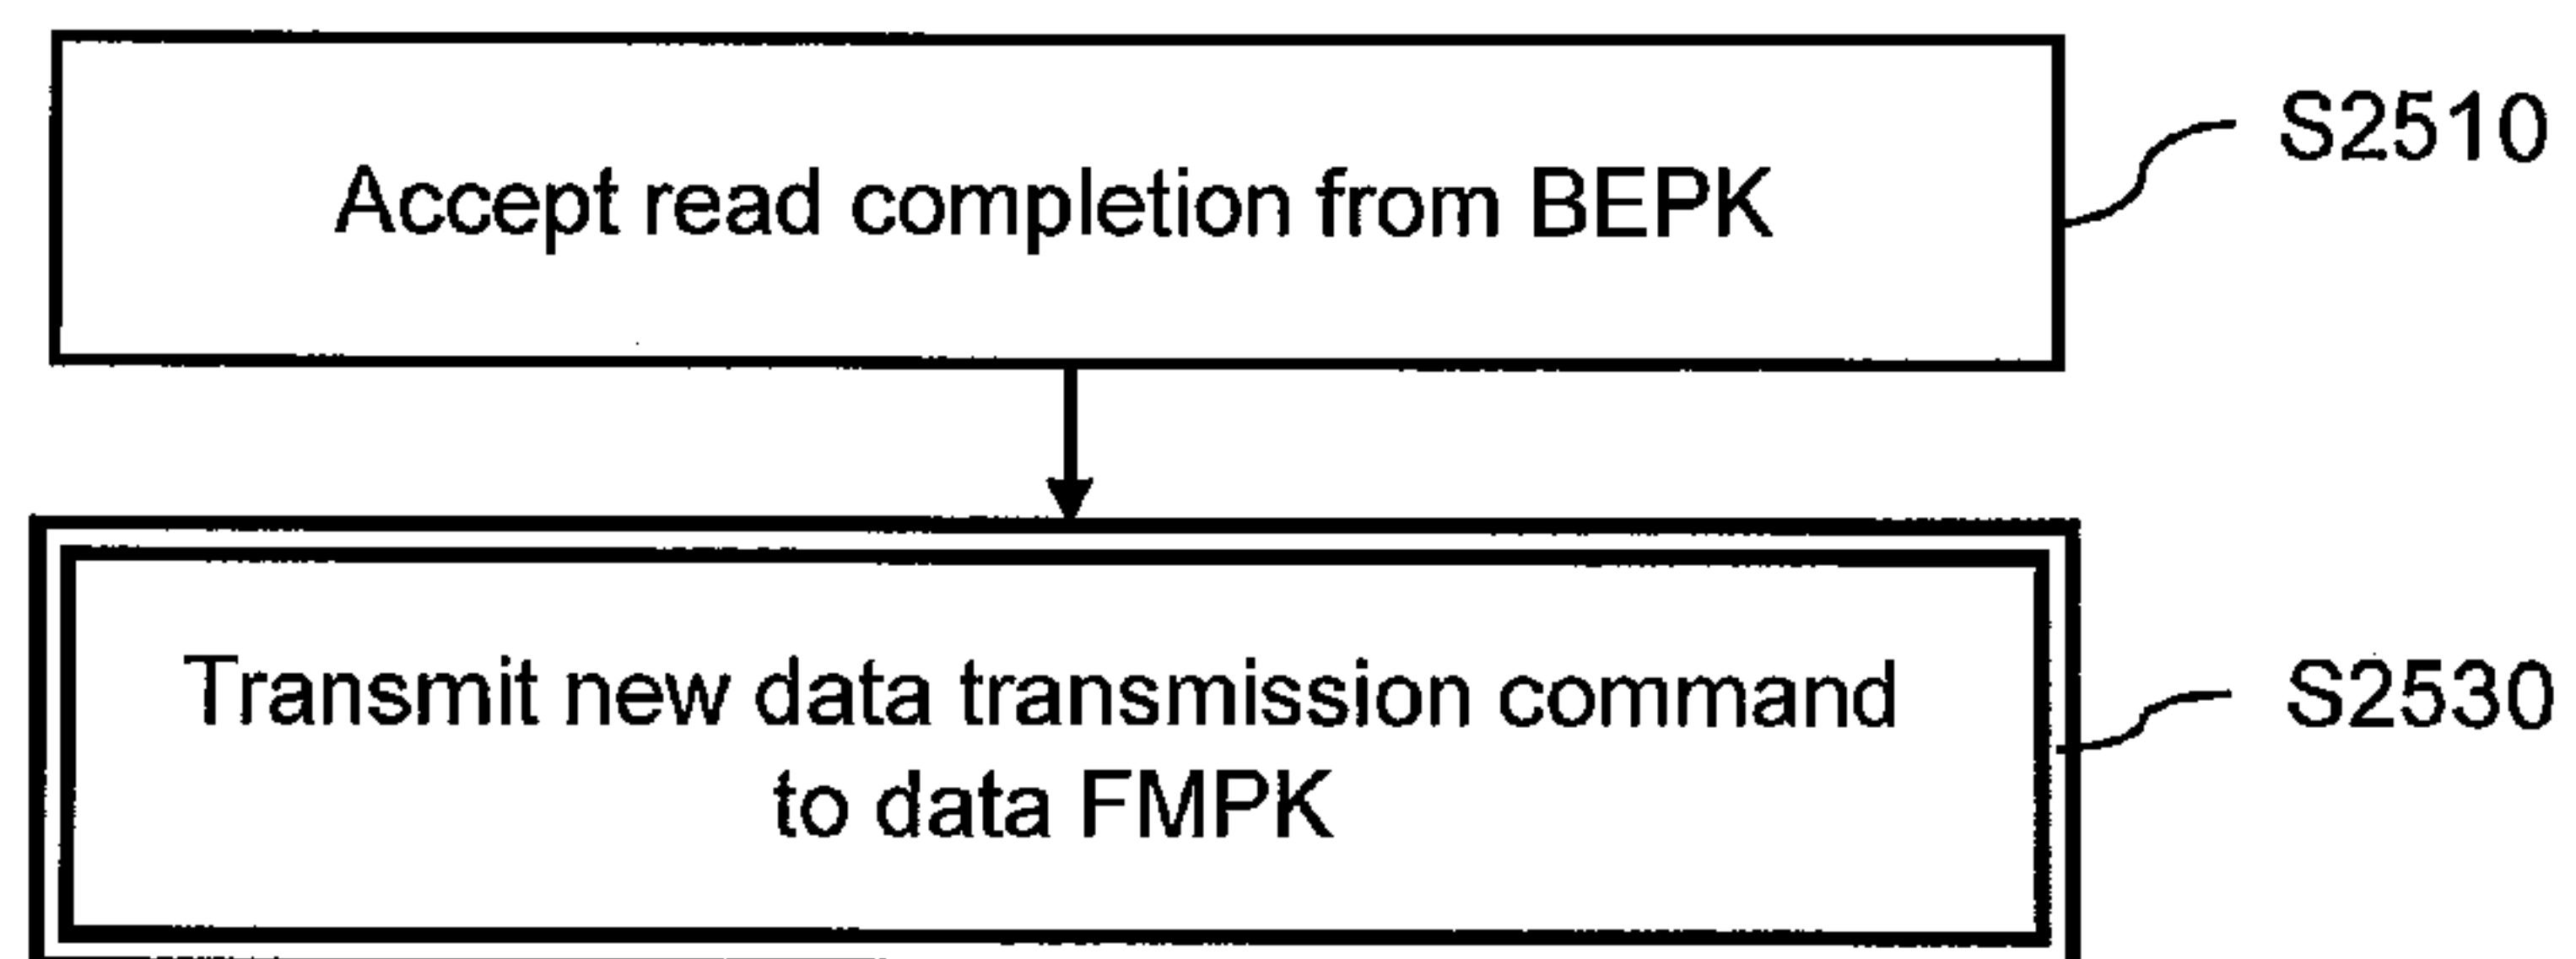 Accept read completion from BEPK
S2510
Transmit new data transmission command
to data FMPK
S2530